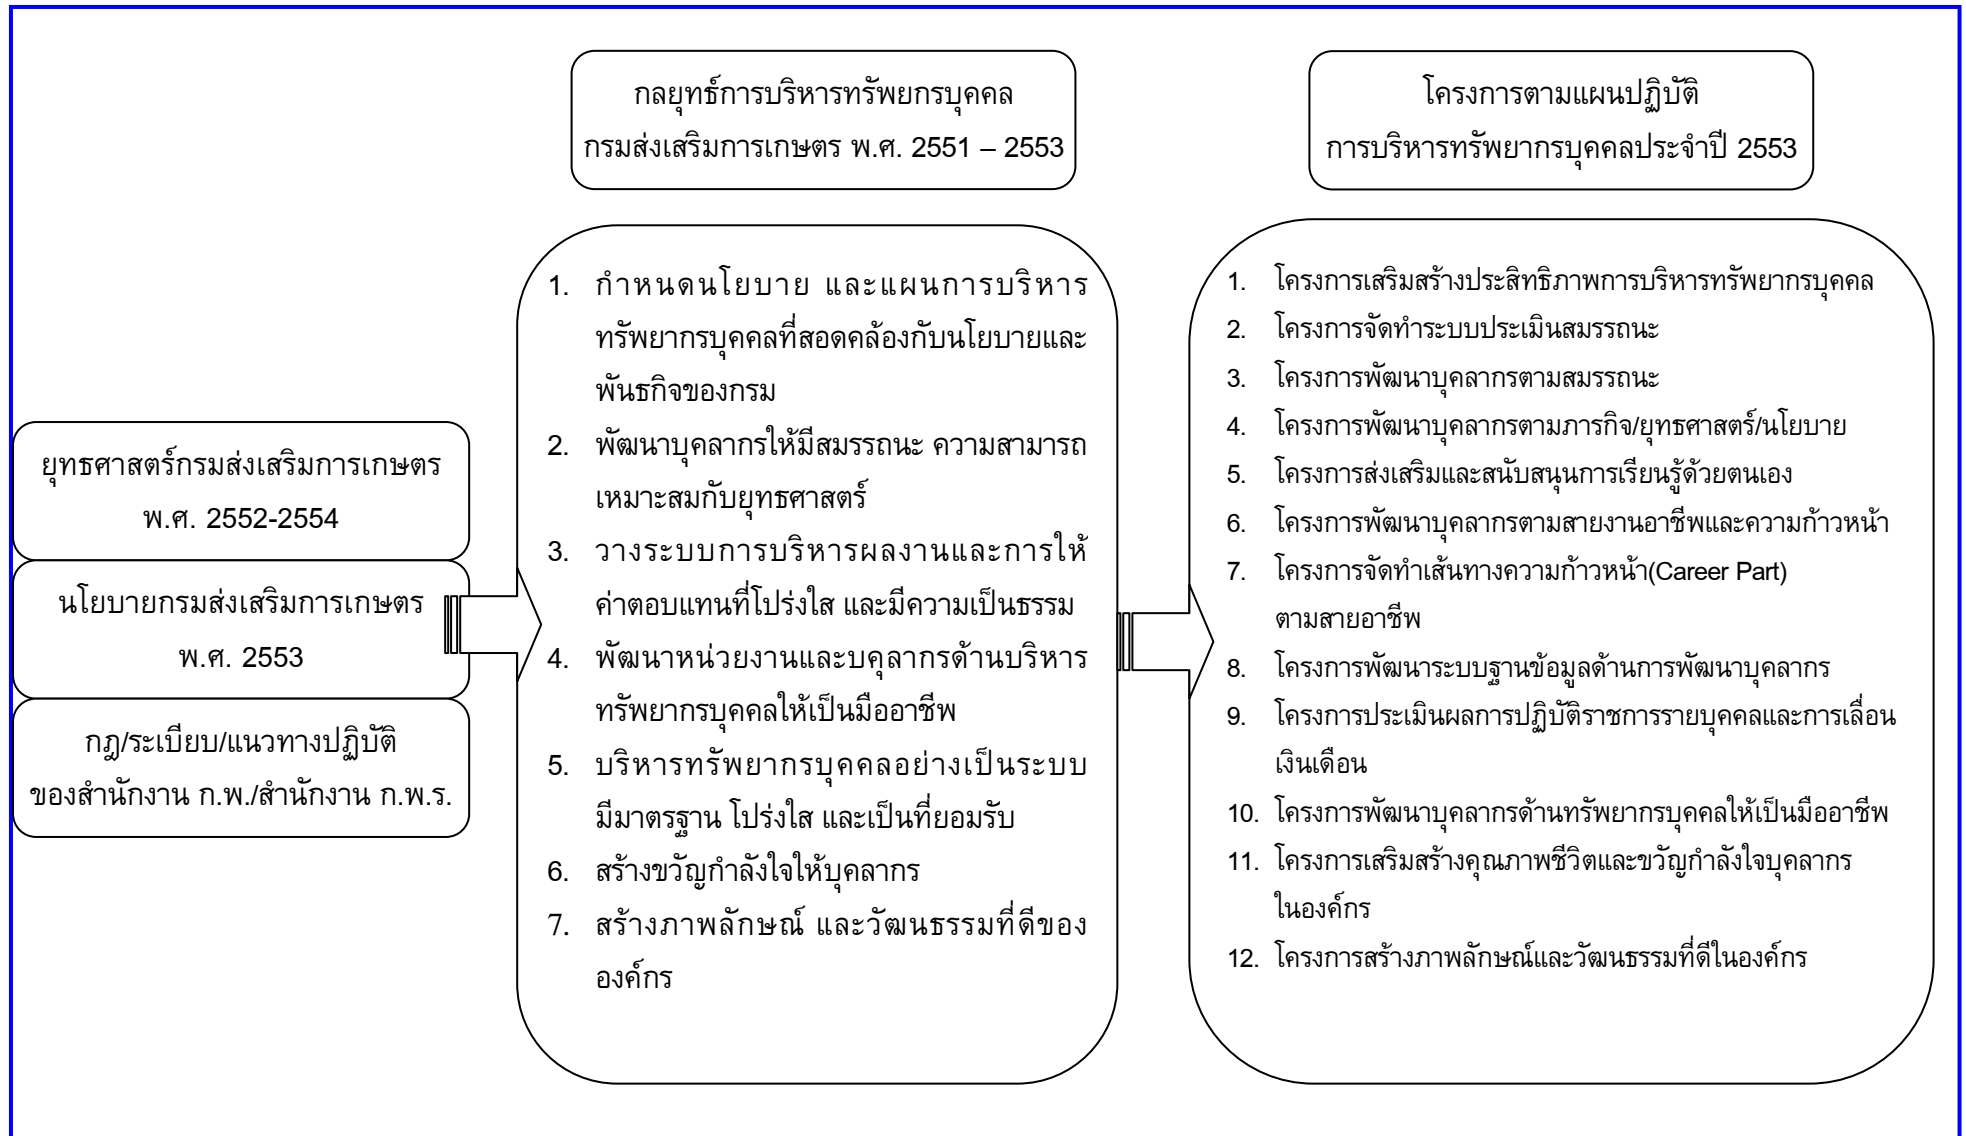 กลยุทธ์การบริหารทรัพยกรบุคคล
กรมส่งเสริมการเกษตร พ.ศ. 2551 – 2553
โครงการตามแผนปฏิบัติ
การบริหารทรัพยากรบุคคลประจำปี 2553
ยุทธศาสตร์กรมส่งเสริมการเกษตร
พ.ศ. 2552-2554
นโยบายกรมส่งเสริมการเกษตร
พ.ศ. 2553
กฎ/ระเบียบ/แนวทางปฏิบัติ
ของสำนักงาน ก.พ./สำนักงาน ก.พ.ร.
1. กำหนดนโยบาย และแผนการบริหาร
ทรัพยากรบุคคลที่สอดคล้องกับนโยบายและ
พันธกิจของกรม
2. พัฒนาบุคลากรให้มีสมรรถนะ ความสามารถ
เหมาะสมกับยุทธศาสตร์
3. วางระบบการบริหารผลงานและการให้
ค่าตอบแทนที่โปร่งใส และมีความเป็นธรรม
4. พัฒนาหน่วยงานและบคุลากรด้านบริหาร
ทรัพยากรบุคคลให้เป็นมืออาชีพ
5. บริหารทรัพยากรบุคคลอย่างเป็นระบบ
มีมาตรฐาน โปร่งใส และเป็นที่ยอมรับ
6. สร้างขวัญกำลังใจให้บุคลากร
7. สร้างภาพลักษณ์ และวัฒนธรรมที่ดีของ
องค์กร
1. โครงการเสริมสร้างประสิทธิภาพการบริหารทรัพยากรบุคคล
2. โครงการจัดทำระบบประเมินสมรรถนะ
3. โครงการพัฒนาบุคลากรตามสมรรถนะ
4. โครงการพัฒนาบุคลากรตามภารกิจ/ยุทธศาสตร์/นโยบาย
5. โครงการส่งเสริมและสนับสนุนการเรียนรู้ด้วยตนเอง
6. โครงการพัฒนาบุคลากรตามสายงานอาชีพและความก้าวหน้า
7. โครงการจัดทำเส้นทางความก้าวหน้า(Career Part)
ตามสายอาชีพ
8. โครงการพัฒนาระบบฐานข้อมูลด้านการพัฒนาบุคลากร
9. โครงการประเมินผลการปฏิบัติราชการรายบุคคลและการเลื่อน
เงินเดือน
10. โครงการพัฒนาบุคลากรด้านทรัพยากรบุคคลให้เป็นมืออาชีพ
11. โครงการเสริมสร้างคุณภาพชีวิตและขวัญกำลังใจบุคลากร
ในองค์กร
12. โครงการสร้างภาพลักษณ์และวัฒนธรรมที่ดีในองค์กร